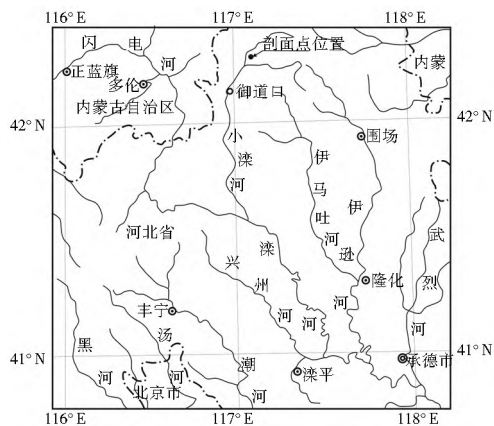 116°E
117°E
118°E
闪电河
剖面点位置
正蓝旗
多伦
御道口
内蒙
内蒙古自治区
42°N
42°N
小滦河
伊马吐河
围场
伊逊河
武烈河
河北省
滦河
兴州河
隆化
丰宁
汤河
黑河
潮河
41°N
41°N
滦平
承德市
北京市
116°E
117°E
118°E